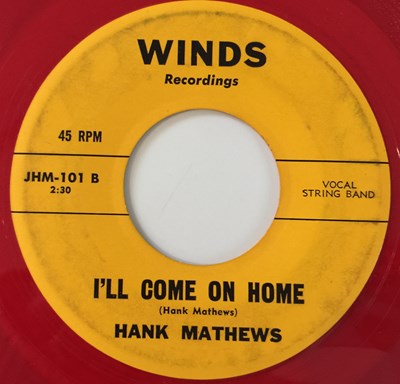 WINDS
Recordings
45 RPM
JHM-101 B
2:30
VOCAL
STRING BAND
I'LL COME ON HOME
(Hank Mathews)
HANK MATHEWS